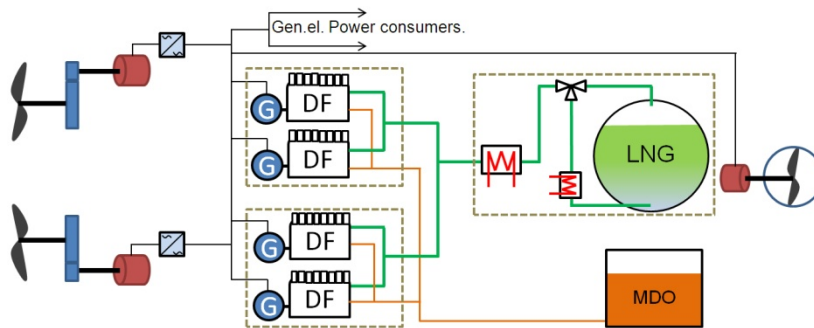 Gen.el. Power consumers.
G DF
G DF
LNG
G DF
G DF
MDO